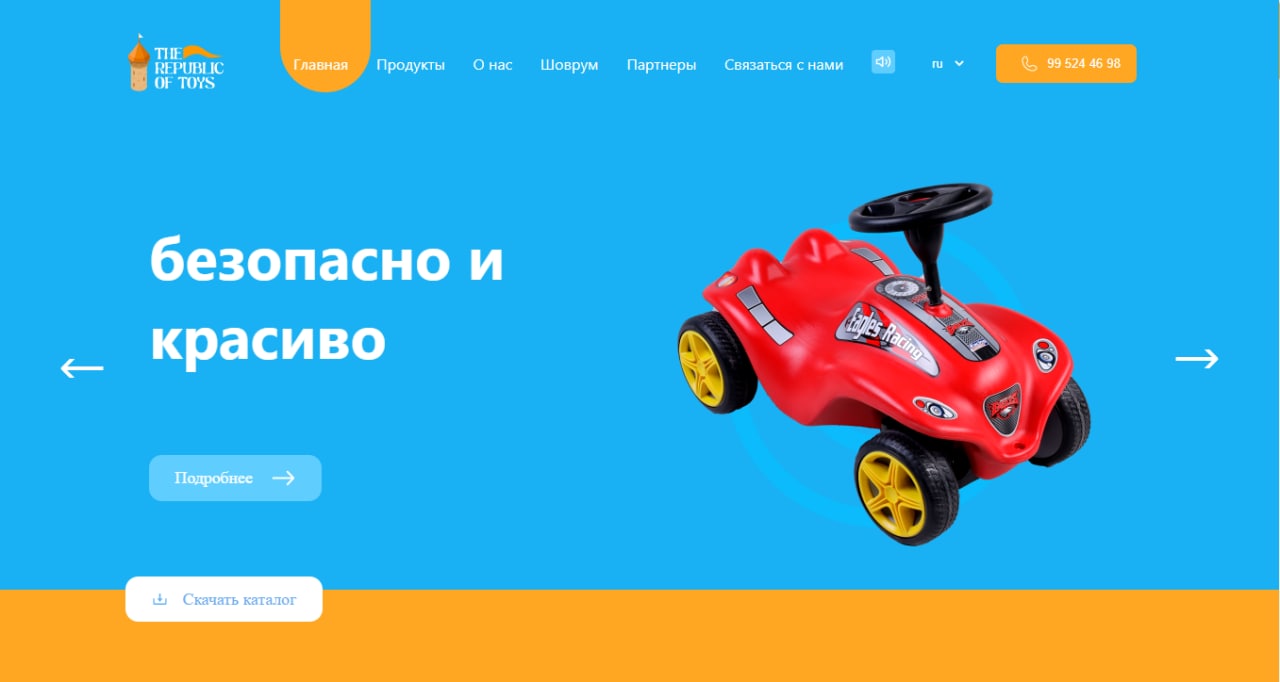 THE
REPUBLIC
OF TOYS
Главная
Продукты
О нас
Шоврум
Партнеры
Связаться с нами
ru
99 524 46 98
безопасно и
красиво
Eagles Racing
Подробнее
Скачать каталог